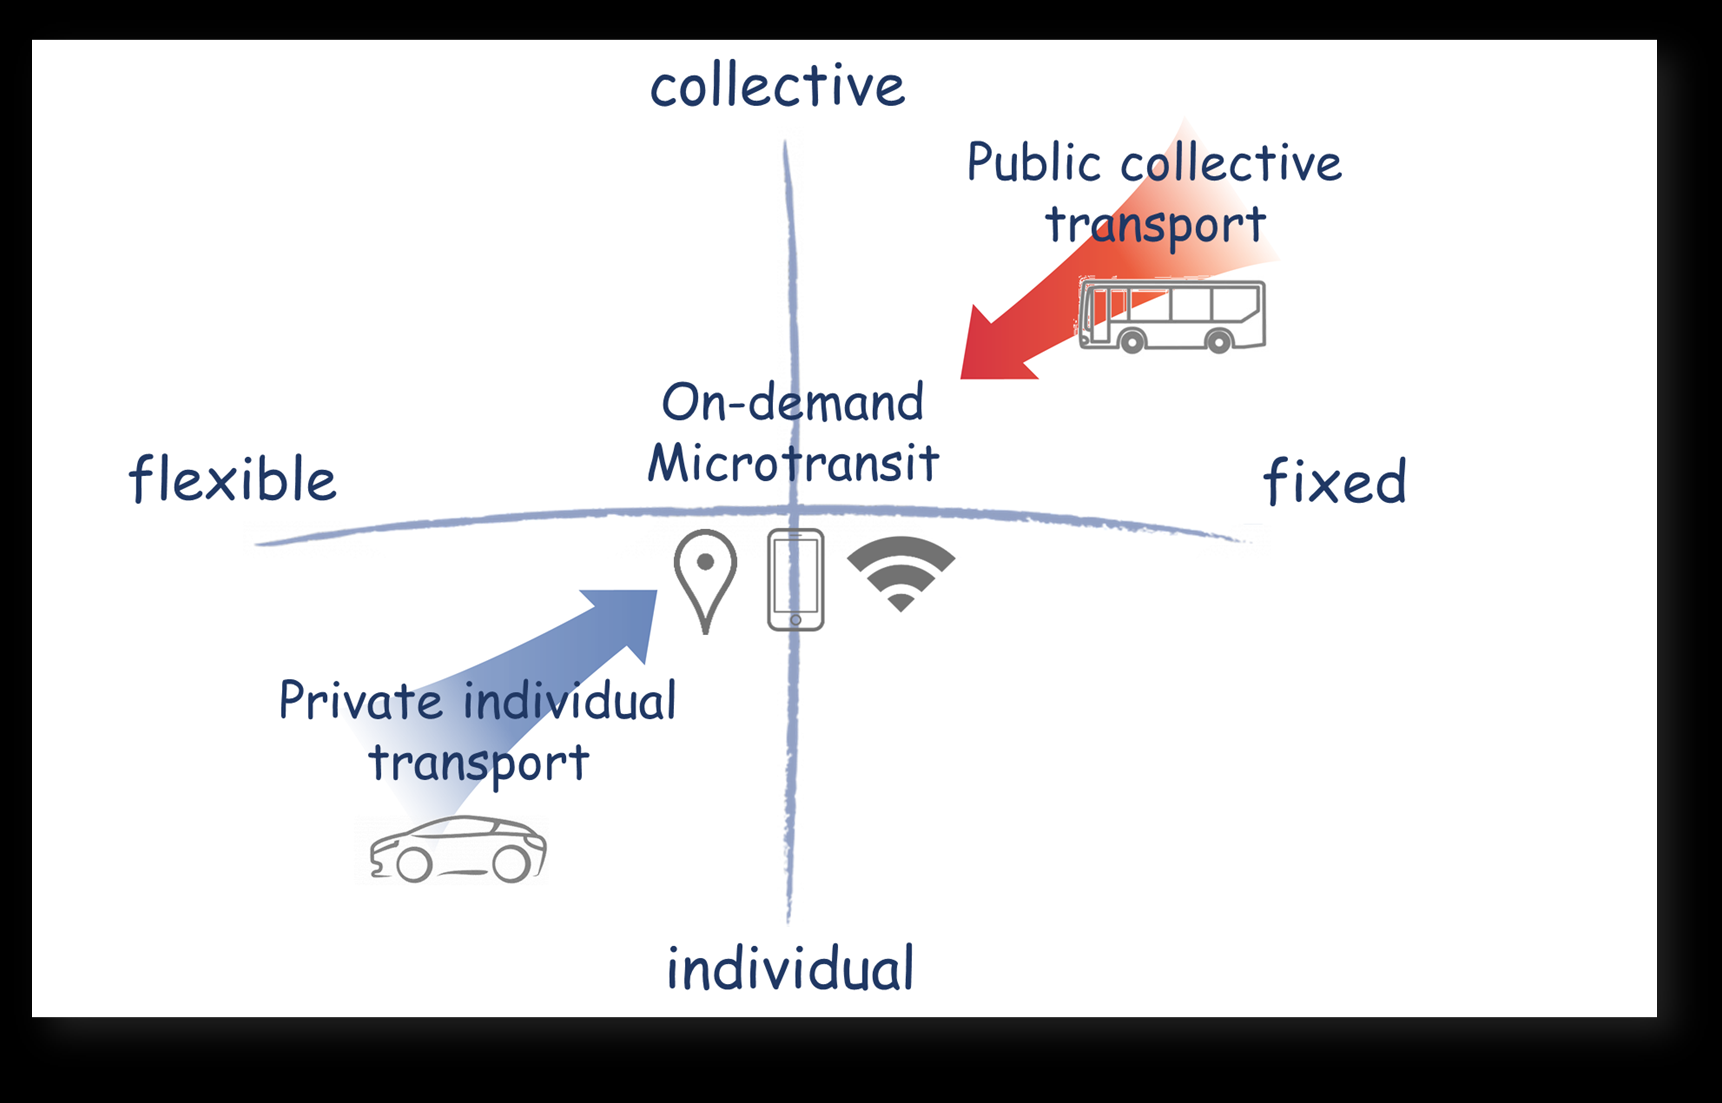 collective
Public collective
transport
On-demand
Microtransit
flexible
fixed
Private individual
transport
individual